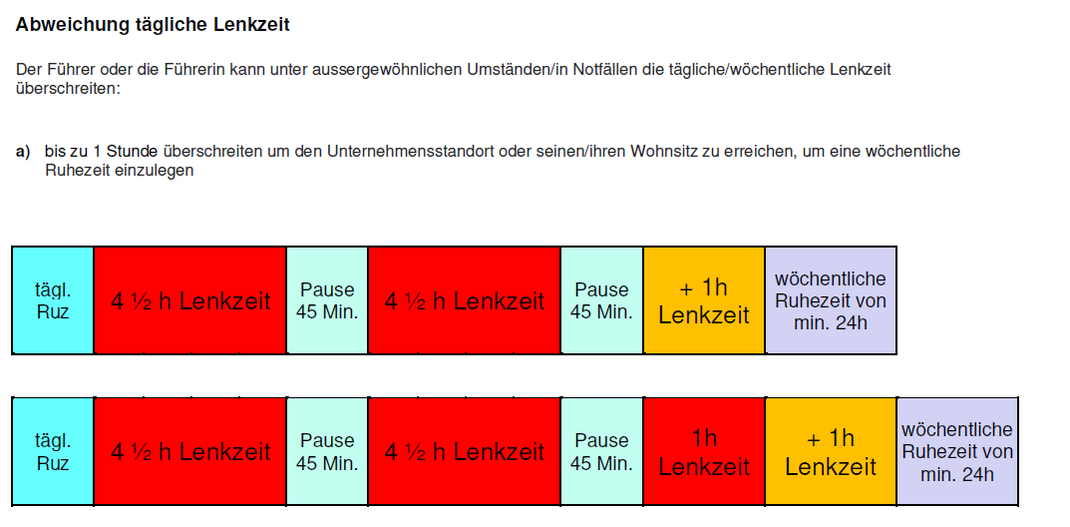 Abweichung tägliche Lenkzeit
Der Führer oder die Führerin kann unter aussergewöhnlichen Umständen/in Notfällen die tägliche/wöchentliche Lenkzeit
überschreiten:
a) bis zu 1 Stunde überschreiten um den Unternehmensstandort oder seinen/ihren Wohnsitz zu erreichen, um eine wöchentliche
Ruhezeit einzulegen
tägl.
Ruz
4 ½ h Lenkzeit
Pause
45 Min.
4 ½ h Lenkzeit
Pause
45 Min.
+ 1h
Lenkzeit
wöchentliche
Ruhezeit von
min. 24h
tägl.
Ruz
4 ½ h Lenkzeit
Pause
45 Min.
4 ½ h Lenkzeit
Pause
45 Min.
1h
Lenkzeit
+ 1h
Lenkzeit
wöchentliche
Ruhezeit von
min. 24h